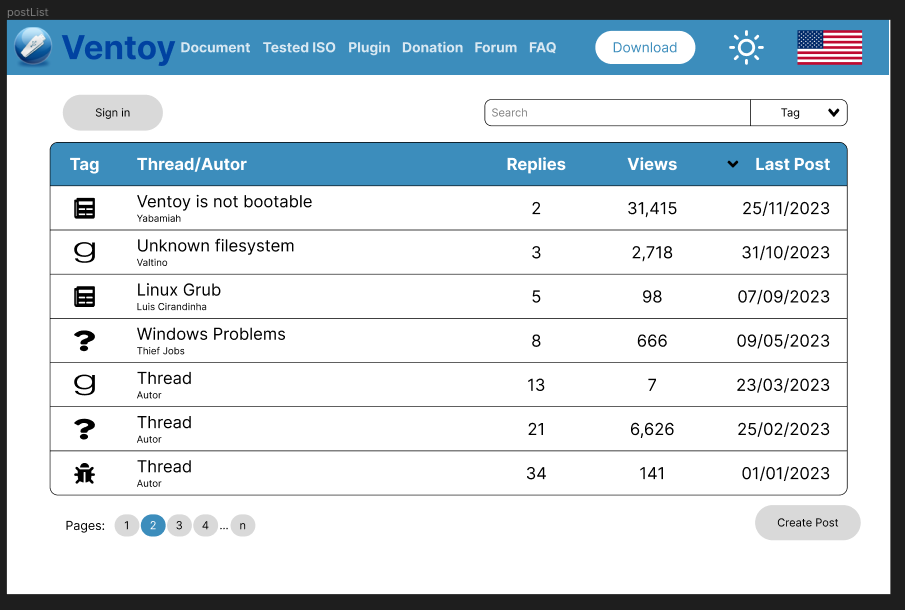 postList
Ventoy Document Tested ISO Plugin Donation Forum FAQ Download
Sign in
Search Tag
Tag Thread/Autor Replies Views Last Post
Ventoy is not bootable 2 31,415 25/11/2023
Yabamiah
g Unknown filesystem 3 2,718 31/10/2023
Valtino
Linux Grub 5 98 07/09/2023
Luis Cirandinha
? Windows Problems 8 666 09/05/2023
Thief Jobs
g Thread 13 7 23/03/2023
Autor
? Thread 21 6,626 25/02/2023
Autor
Thread 34 141 01/01/2023
Autor
Pages: 1 2 3 4 ... n
Create Post